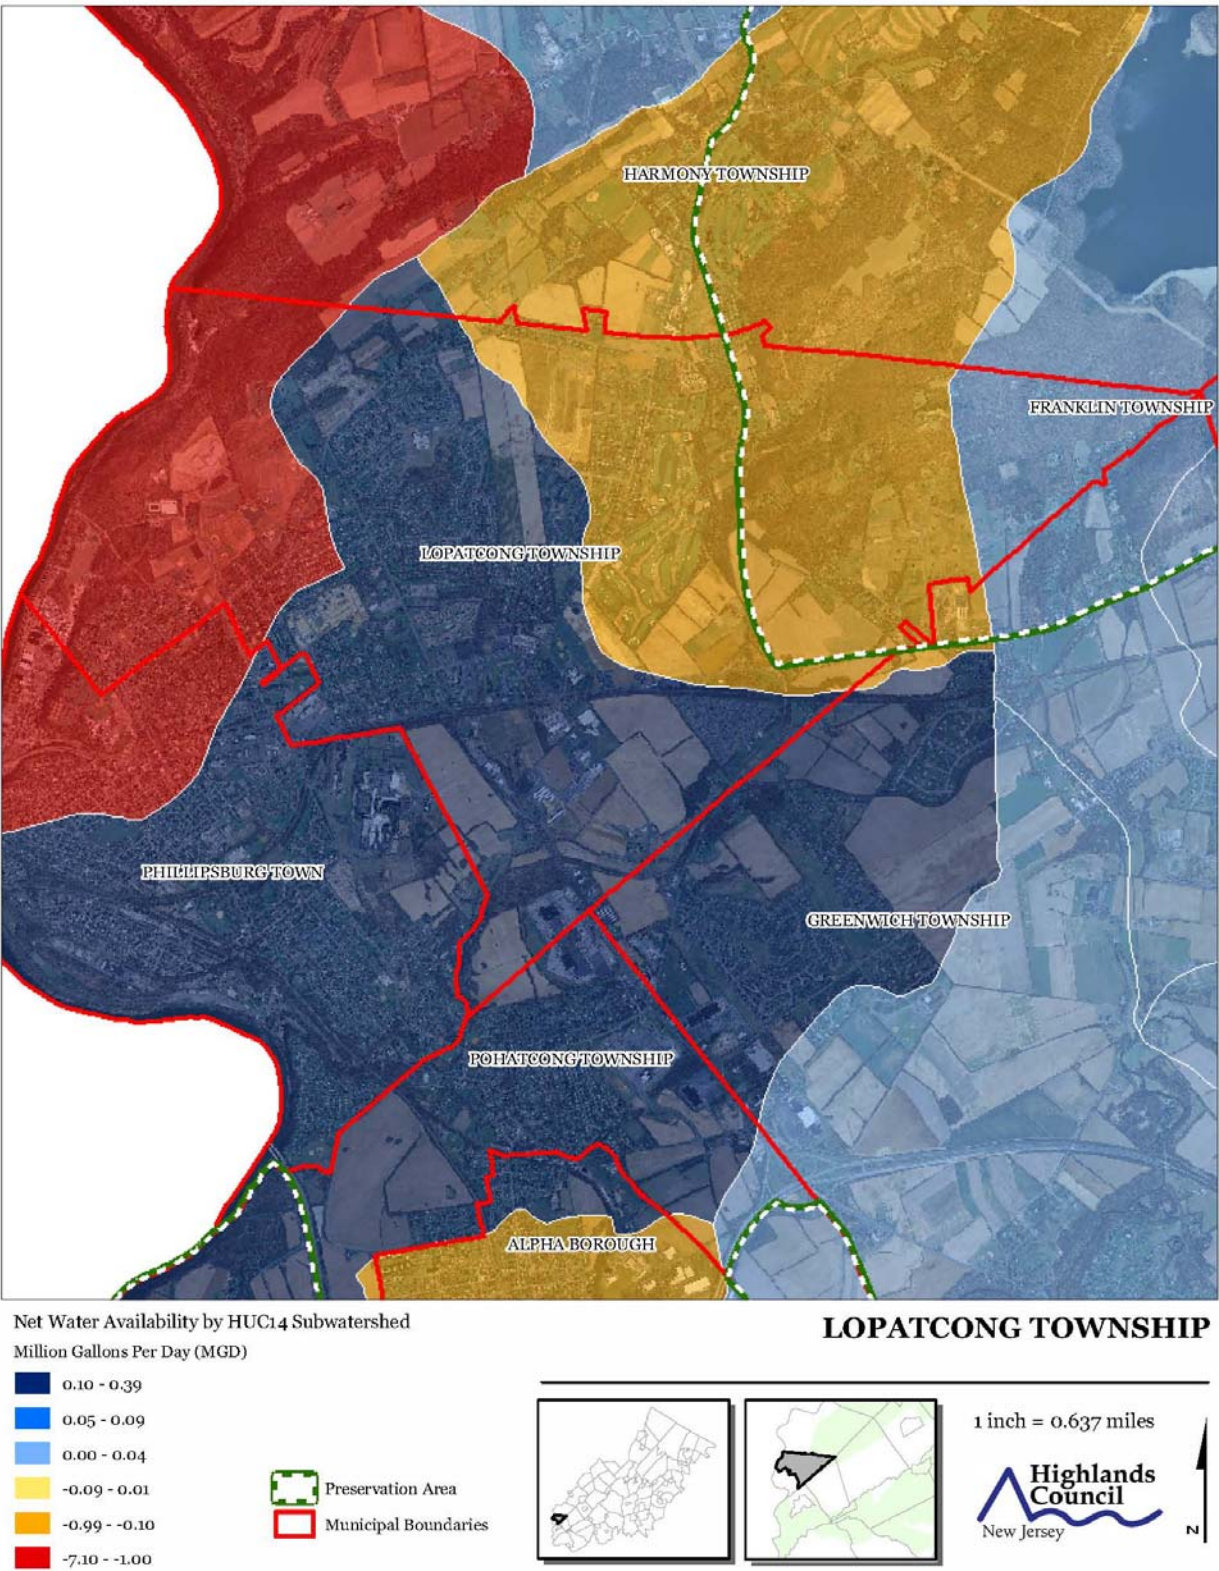 HARMONY TOWNSHIP
FRANKLIN TOWNSHIP
LOPATCONG TOWNSHIP
PHILLIPSBURG TOWN
GREENWICH TOWNSHIP
POHATCONG TOWNSHIP
ALPHA BOROUGH
Net Water Availability by HUC14 Subwatershed
Million Gallons Per Day (MGD)
0.10 - 0.39
0.05 - 0.09
0.00 - 0.04
-0.09 - 0.01
-0.99 - -0.10
-7.10 - -1.00
Preservation Area
Municipal Boundaries
LOPATCONG TOWNSHIP
1 inch = 0.637 miles
Highlands
Council
New Jersey
N